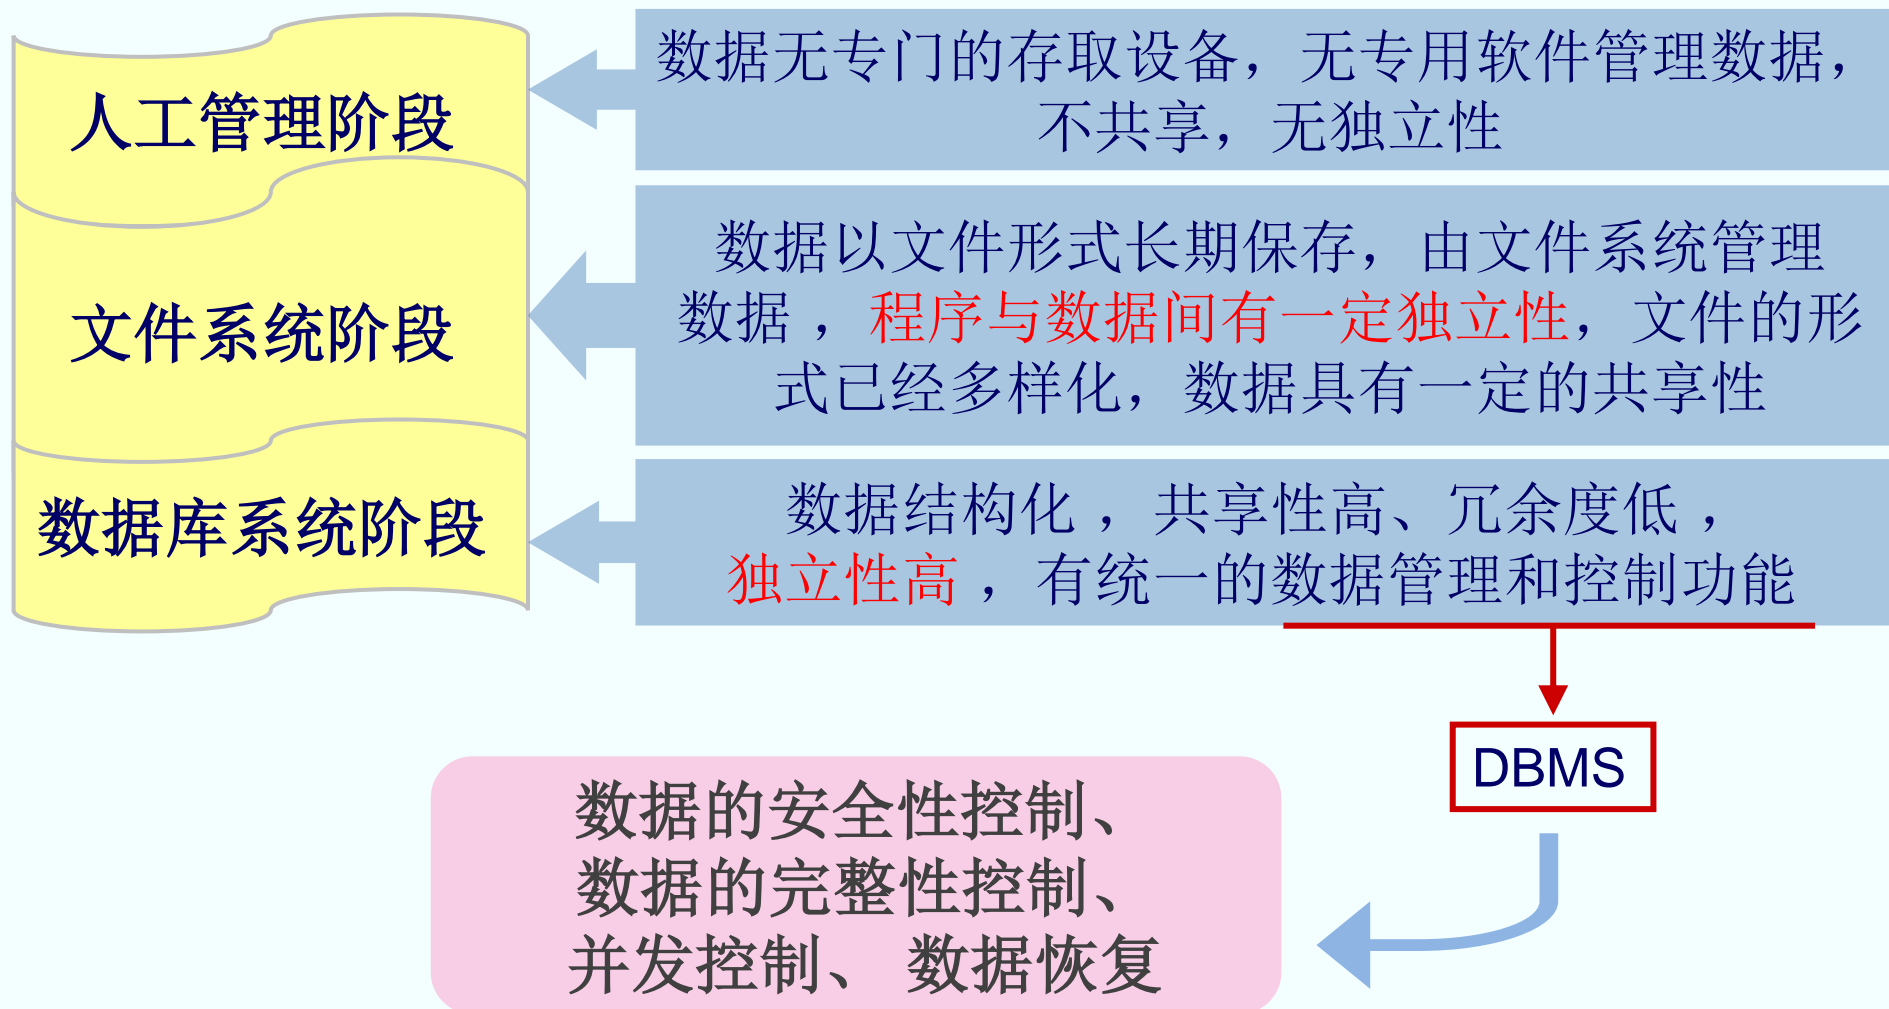 人工管理阶段
数据无专门的存取设备，无专用软件管理数据，
不共享，无独立性
文件系统阶段
数据以文件形式长期保存，由文件系统管理
数据 ，程序与数据间有一定独立性，文件的形
式已经多样化，数据具有一定的共享性
数据库系统阶段
数据结构化 ，共享性高、冗余度低 ，
独立性高 ，有统一的数据管理和控制功能
DBMS
数据的安全性控制、
数据的完整性控制、
并发控制、 数据恢复